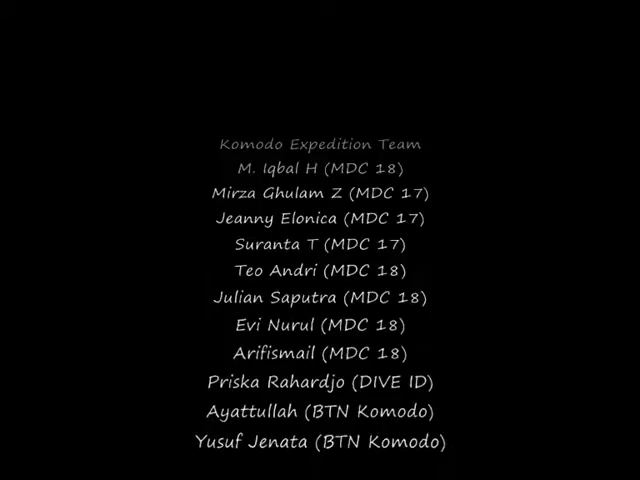 Komodo Expedition Team
M. Iqbal H (MDC 18)
Mirza Ghulam Z (MDC 17)
Jeanny Elonica (MDC 17)
Suranta T (MDC 17)
Teo Andri (MDC 18)
Julian Saputra (MDC 18)
Evi Nurul (MDC 18)
Arifismail (MDC 18)
Priska Rahardjo (DIVE ID)
Ayattullah (BTN Komodo)
Yusuf Jenata (BTN Komodo)